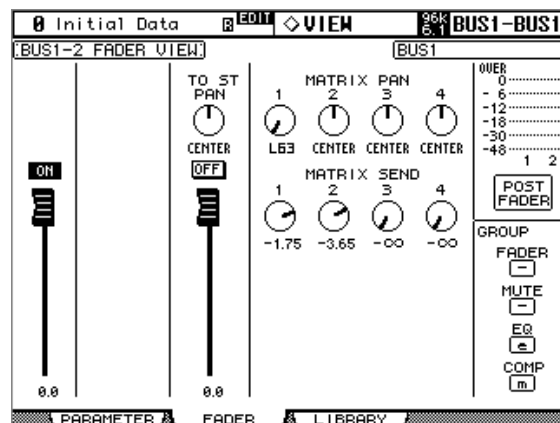 0 Initial Data R EDIT ◇VIEW 96k 6.1 BUS1-BUS1
BUS1-2 FADER VIEW BUS1
TO ST PAN
CENTER
OFF
ON
0.0
0.0
MATRIX PAN
1 2 3 4
L63 CENTER CENTER CENTER
MATRIX SEND
1 2 3 4
-1.75 -3.65 -∞ -∞
OVER
0
- 6
-12
-18
-30
-48
1 2
POST
FADER
GROUP
FADER
-
MUTE
-
EQ
e
COMP
m
PARAMETER FADER LIBRARY